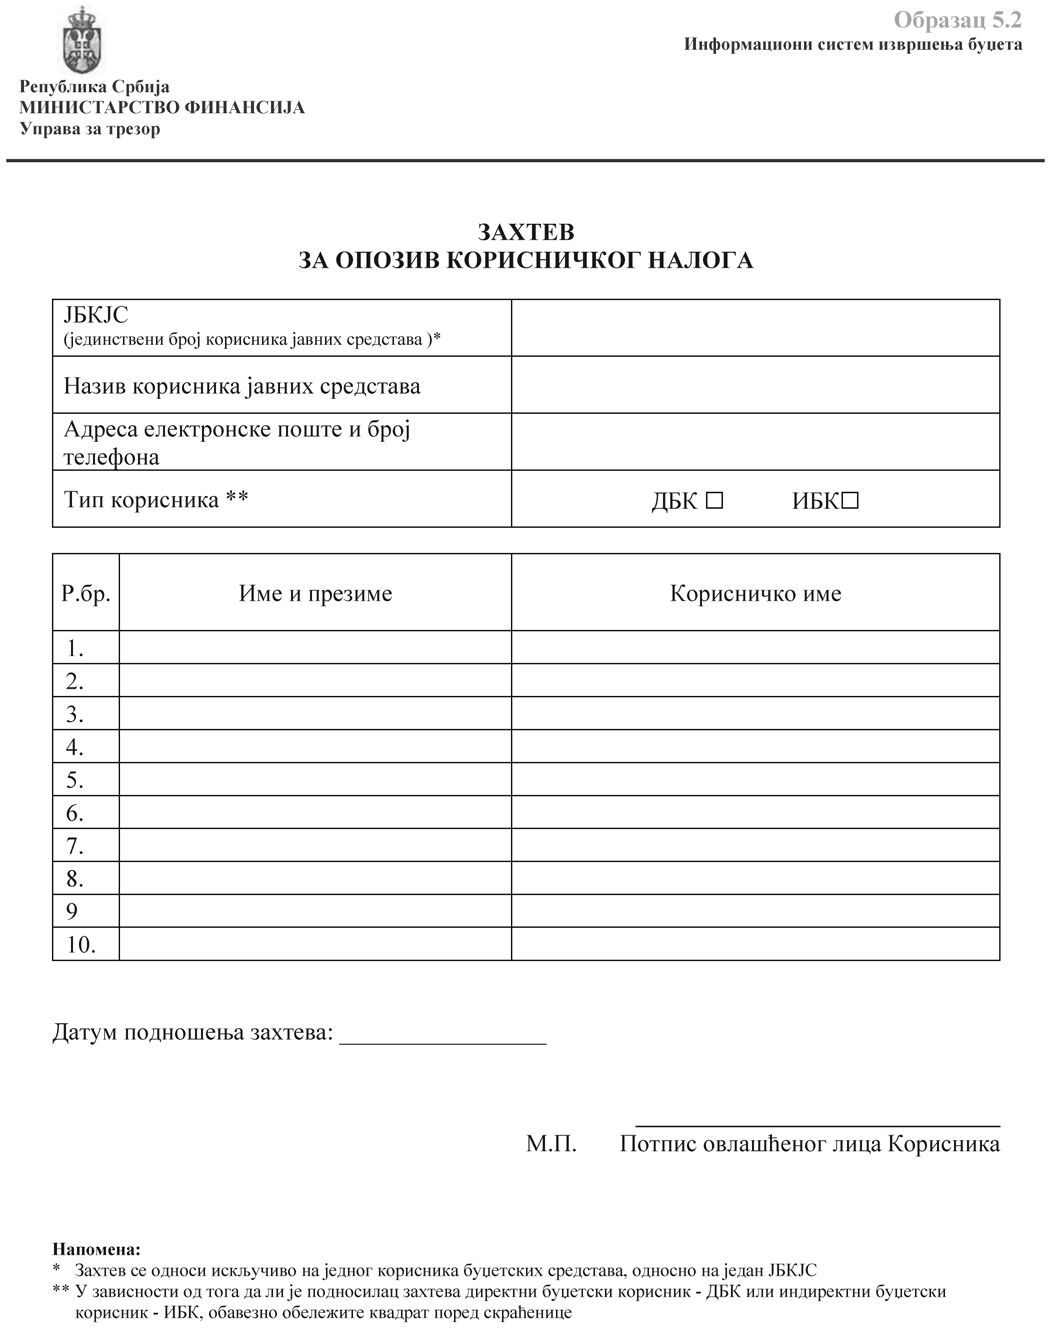 Образац 5.2
Информациони систем извршења буџета
Република Србија
МИНИСТАРСТВО ФИНАНСИЈА
Управа за трезор
ЗАХТЕВ
ЗА ОПОЗИВ КОРИСНИЧКОГ НАЛОГА
ЈБКЈС
(јединствени број корисника јавних средстава )*
Назив корисника јавних средстава
Адреса електронске поште и број
телефона
Тип корисника **
ДБК ☐ ИБК☐
Р.бр. Име и презиме Корисничко име
1.
2.
3.
4.
5.
6.
7.
8.
9
10.
Датум подношења захтева: _________________
М.П. Потпис овлашћеног лица Корисника
Напомена:
* Захтев се односи искључиво на једног корисника буџетских средстава, односно на један ЈБКЈС
** У зависности од тога да ли је подносилац захтева директни буџетски корисник - ДБК или индиректни буџетски
корисник - ИБК, обавезно обележите квадрат поред скраћенице